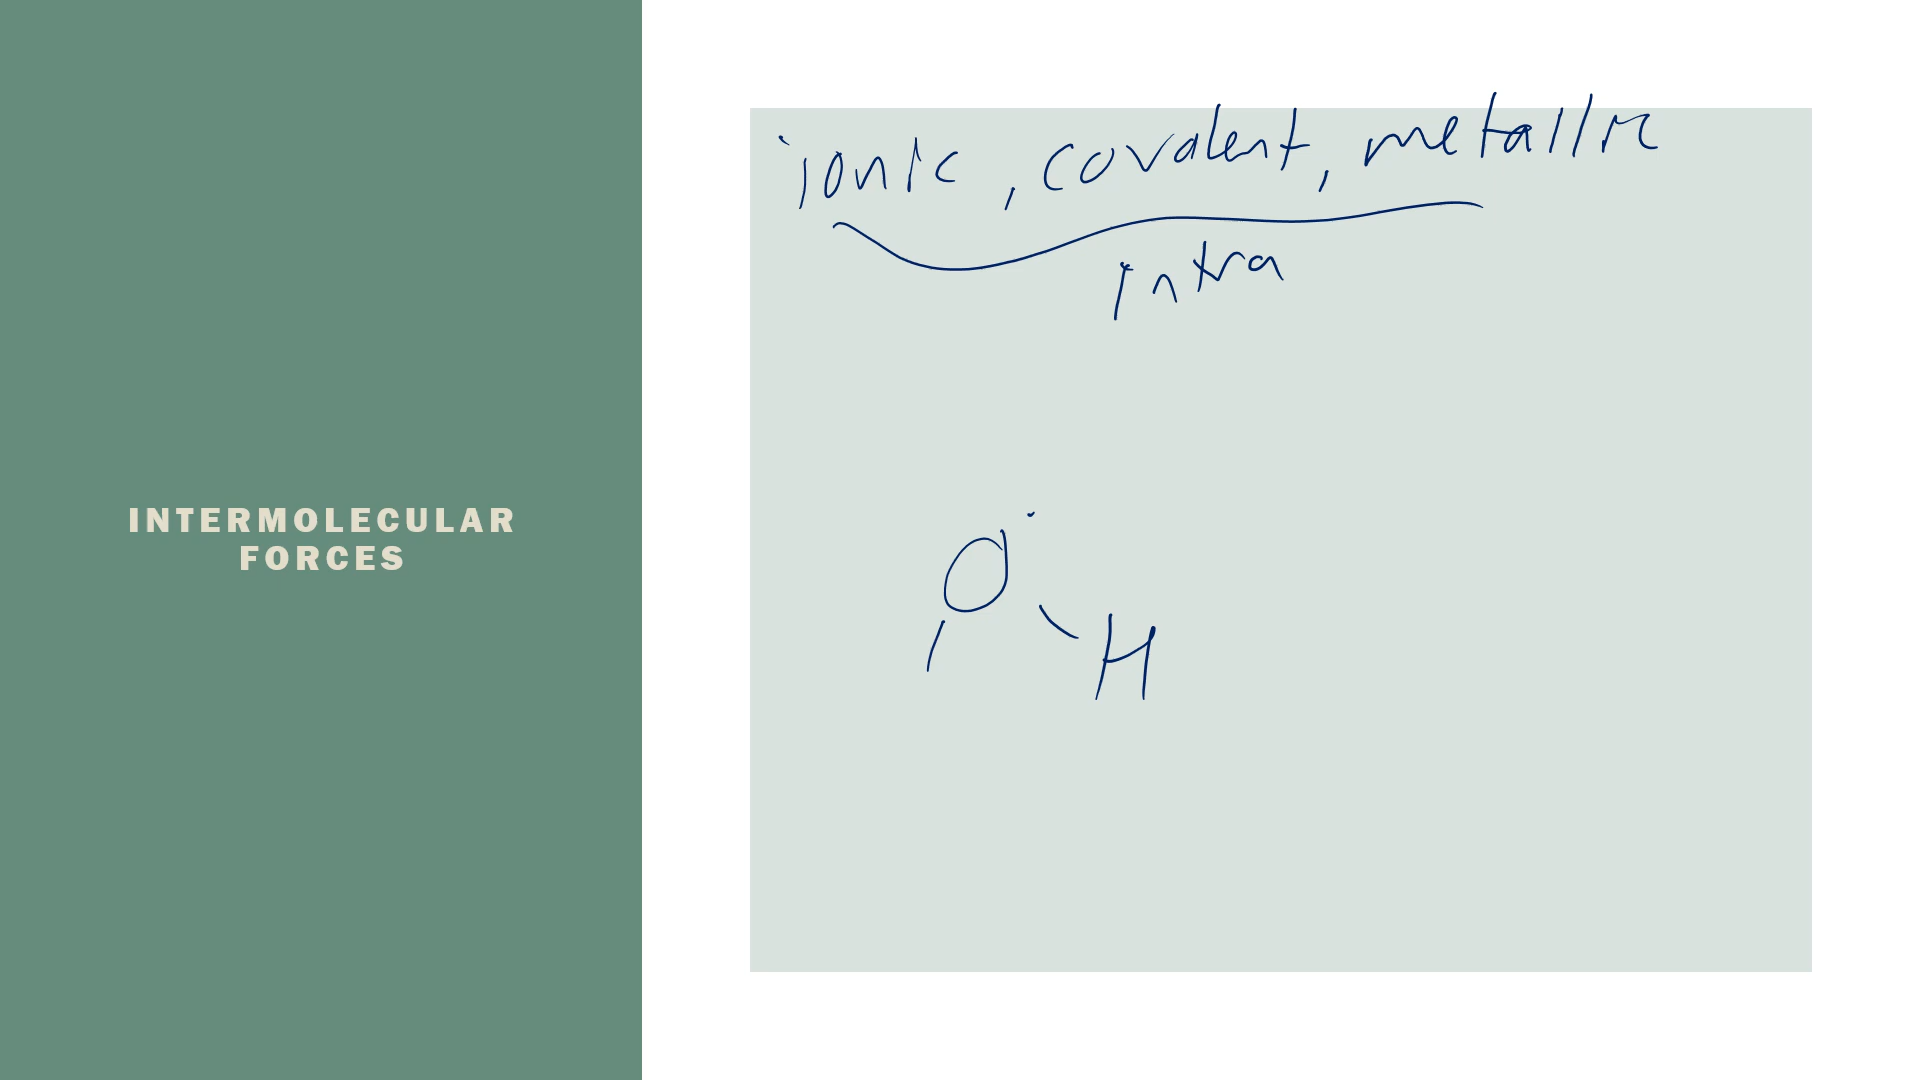 INTERMOLECULAR
FORCES
ionic, covalent, metallic
intra
O
H